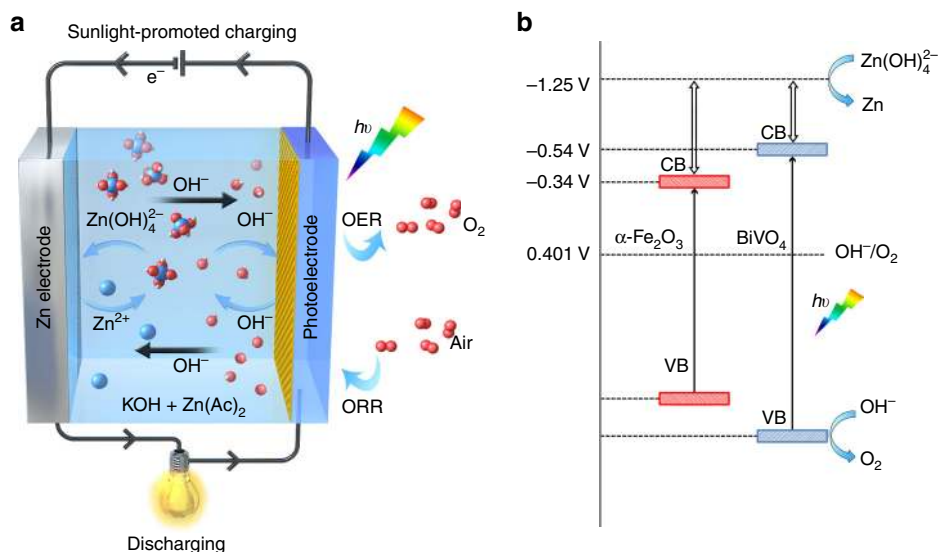 a
Sunlight-promoted charging
e⁻
hυ
OH⁻
Zn(OH)₄²⁻
OH⁻
OER
O₂
Zn electrode
Photoelectrode
Zn²⁺
OH⁻
Air
OH⁻
KOH + Zn(Ac)₂
ORR
Discharging
b
Zn(OH)₄²⁻
–1.25 V
Zn
CB
–0.54 V
CB
–0.34 V
α-Fe₂O₃
BiVO₄
0.401 V
OH⁻/O₂
hυ
VB
VB
OH⁻
O₂